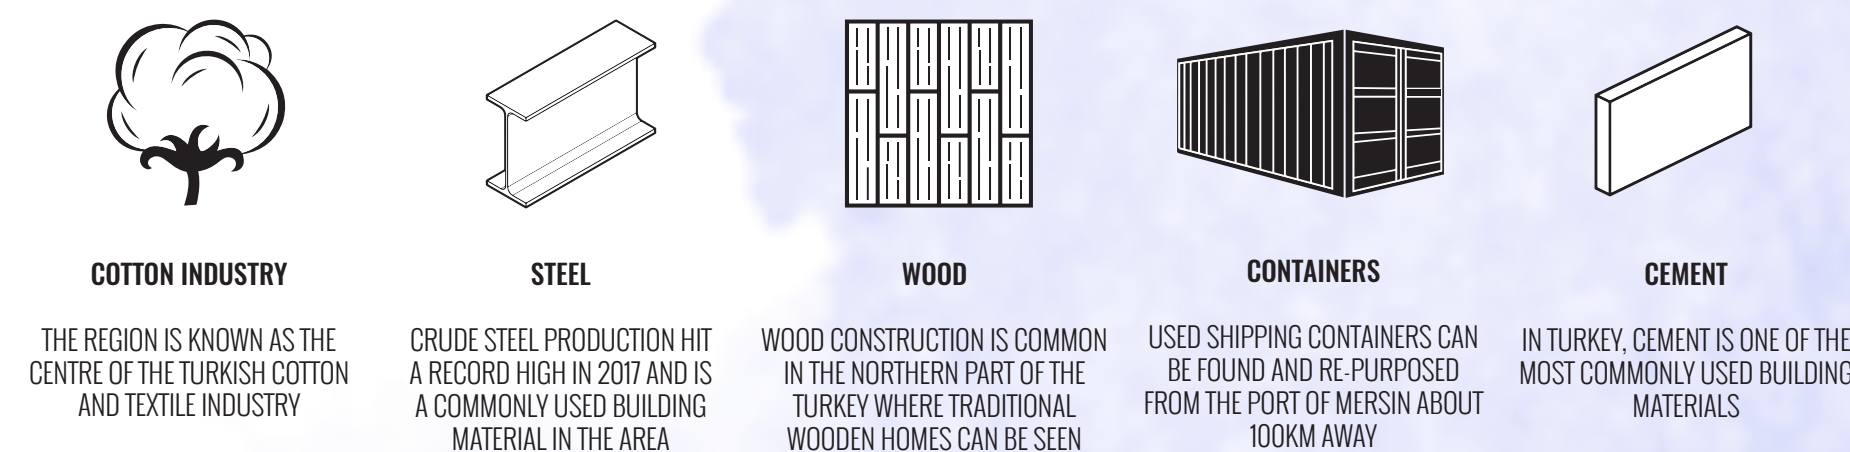 COTTON INDUSTRY
THE REGION IS KNOWN AS THE
CENTRE OF THE TURKISH COTTON
AND TEXTILE INDUSTRY
STEEL
CRUDE STEEL PRODUCTION HIT
A RECORD HIGH IN 2017 AND IS
A COMMONLY USED BUILDING
MATERIAL IN THE AREA
WOOD
WOOD CONSTRUCTION IS COMMON
IN THE NORTHERN PART OF THE
TURKEY WHERE TRADITIONAL
WOODEN HOMES CAN BE SEEN
CONTAINERS
USED SHIPPING CONTAINERS CAN
BE FOUND AND RE-PURPOSED
FROM THE PORT OF MERSIN ABOUT
100KM AWAY
CEMENT
IN TURKEY, CEMENT IS ONE OF THE
MOST COMMONLY USED BUILDING
MATERIALS